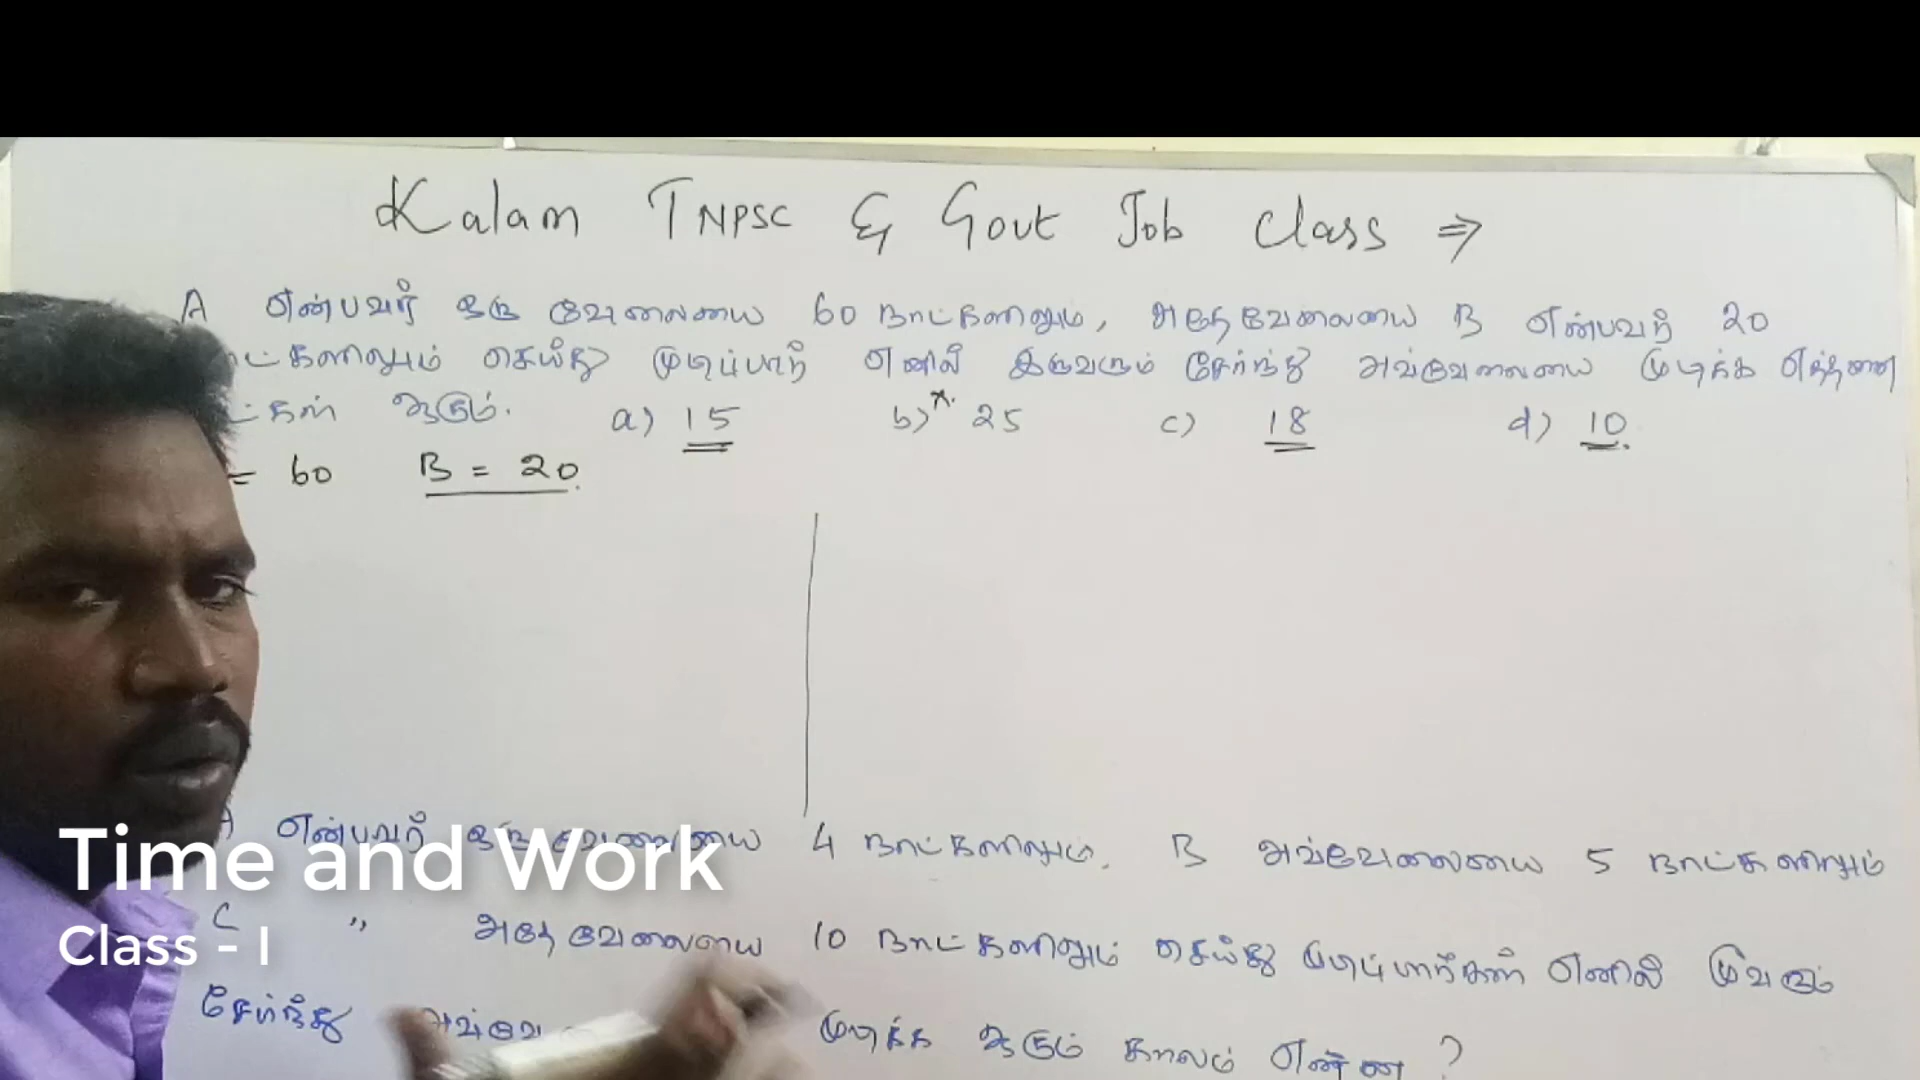 Kalam TNPSC & Govt Job Class ⇒
A என்பவர் ஒரு வேலையை 60 நாட்களிலும், அதேவேலையை B என்பவர் 20
ட்களிலும் செய்து முடிப்பார் எனில் இருவரும் சேர்ந்து அவ்வேலையை முடிக்க எத்தனை
ட்கள் ஆகும். a) 15 b) x. 25 c) 18 d) 10.
= 60 B = 20.
A என்பவர் ஒரு வேலையை 4 நாட்களிலும், B அவ்வேலையை 5 நாட்களிலும்
Time and Work
C " அதே வேலையை 10 நாட்களிலும் செய்து முடிப்பார்கள் எனில் மூவரும்
Class - I
சேர்ந்து அவ்வே முடிக்க ஆகும் காலம் என்ன ?